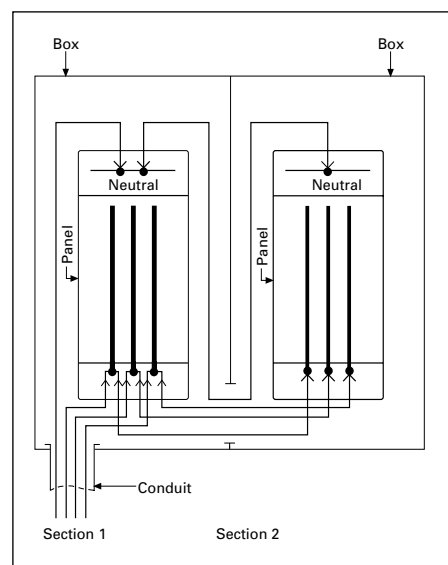 Box
Box
Neutral
Neutral
Panel
Panel
Conduit
Section 1
Section 2